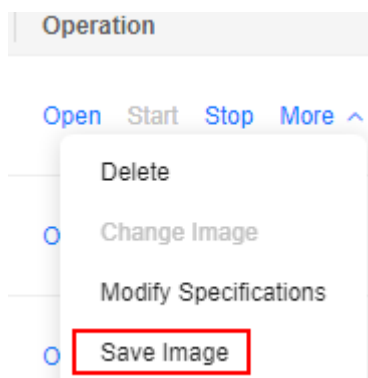 Operation
Open Start Stop More
Delete
O
Change Image
Modify Specifications
O
Save Image